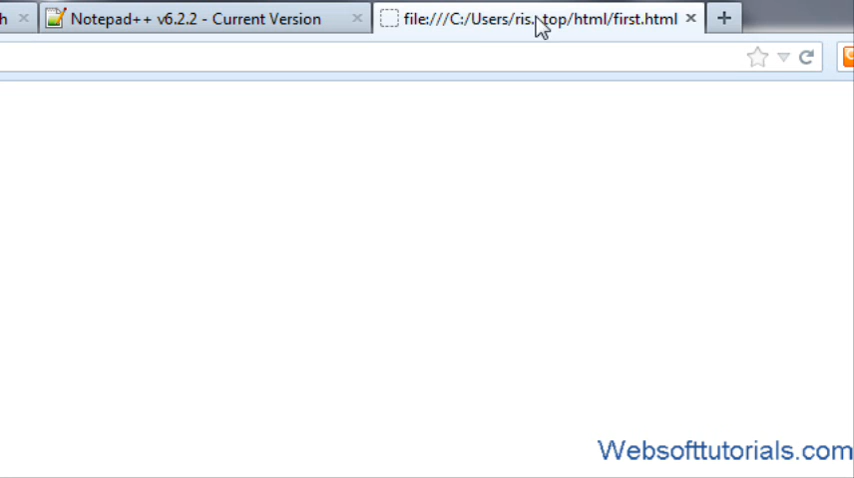 h
Notepad++ v6.2.2 - Current Version
file:///C:/Users/ris...top/html/first.html
Websofttutorials.com